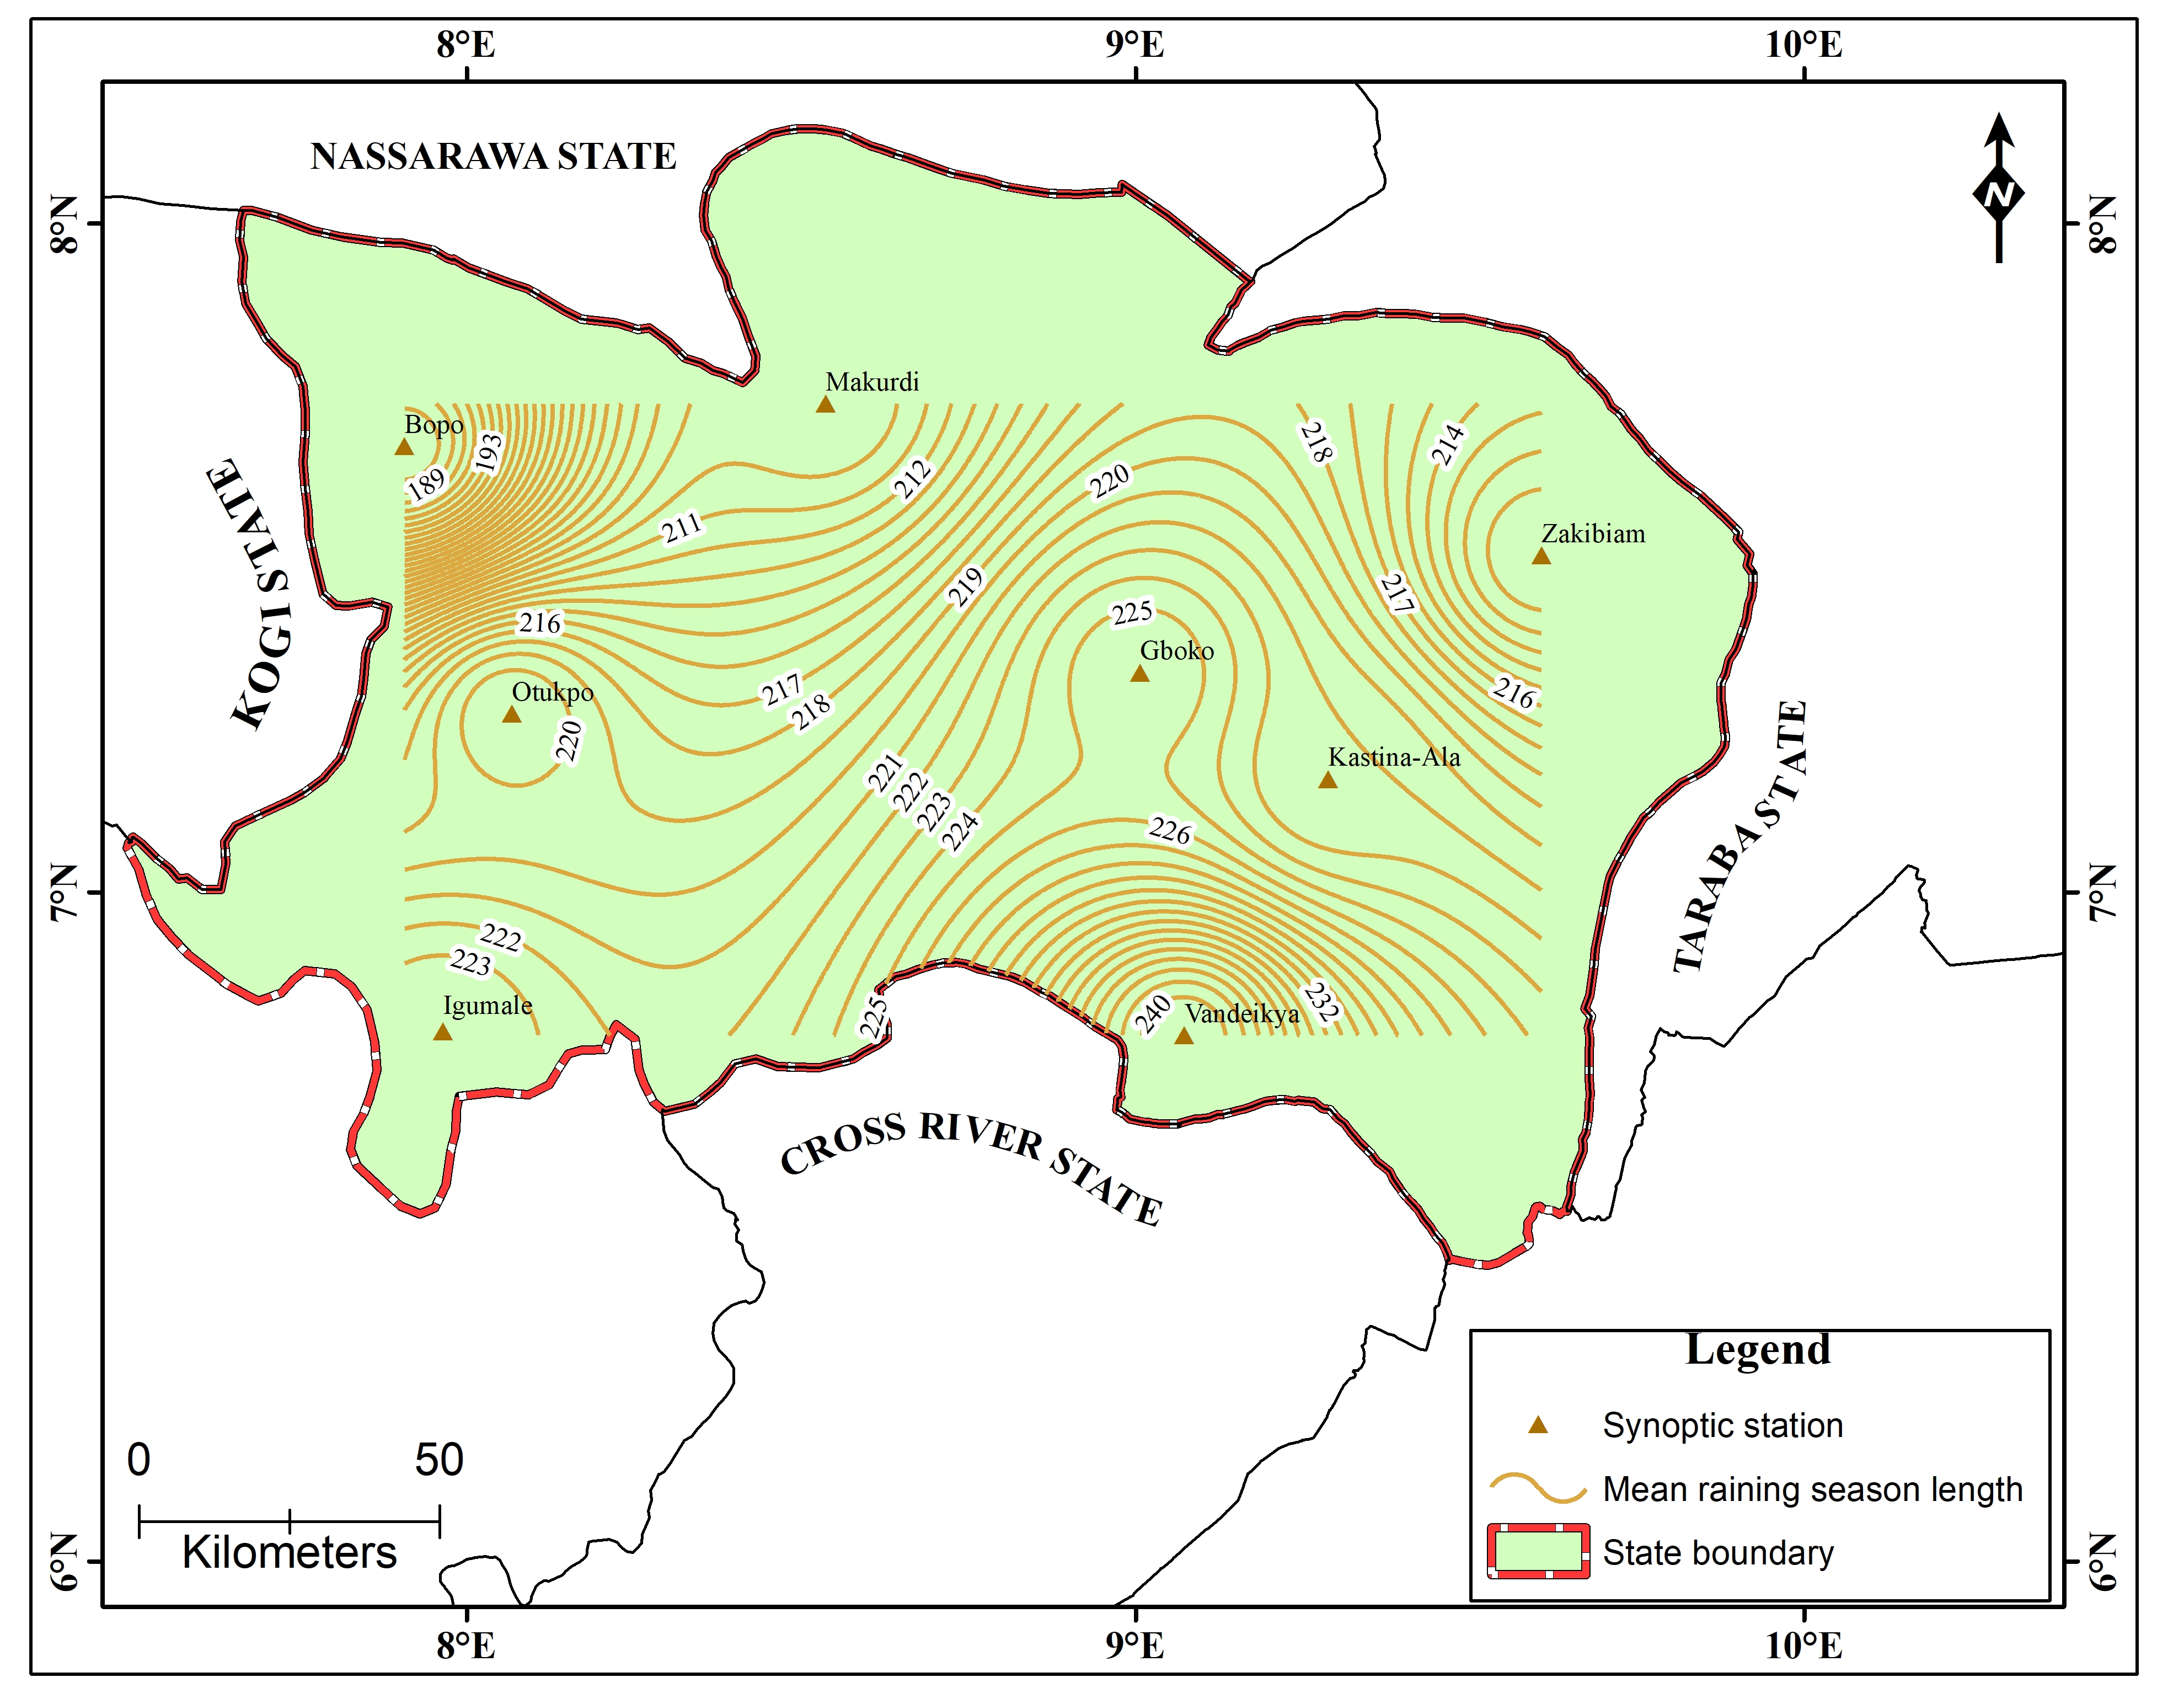 8°E 9°E 10°E
NASSARAWA STATE
N
8°N 8°N
Makurdi
Bopo
193
189
218
214
212
220
211
Zakibiam
KOGI STATE
219
217
225
216
Gboko
Otukpo
216
217
218
220
Kastina-Ala
TARABA STATE
221
222
223
224
226
7°N 7°N
222
223
Igumale
225
240
Vandeikya
232
CROSS RIVER STATE
Legend
Synoptic station
Mean raining season length
State boundary
0 50
Kilometers
6°N 6°N
8°E 9°E 10°E